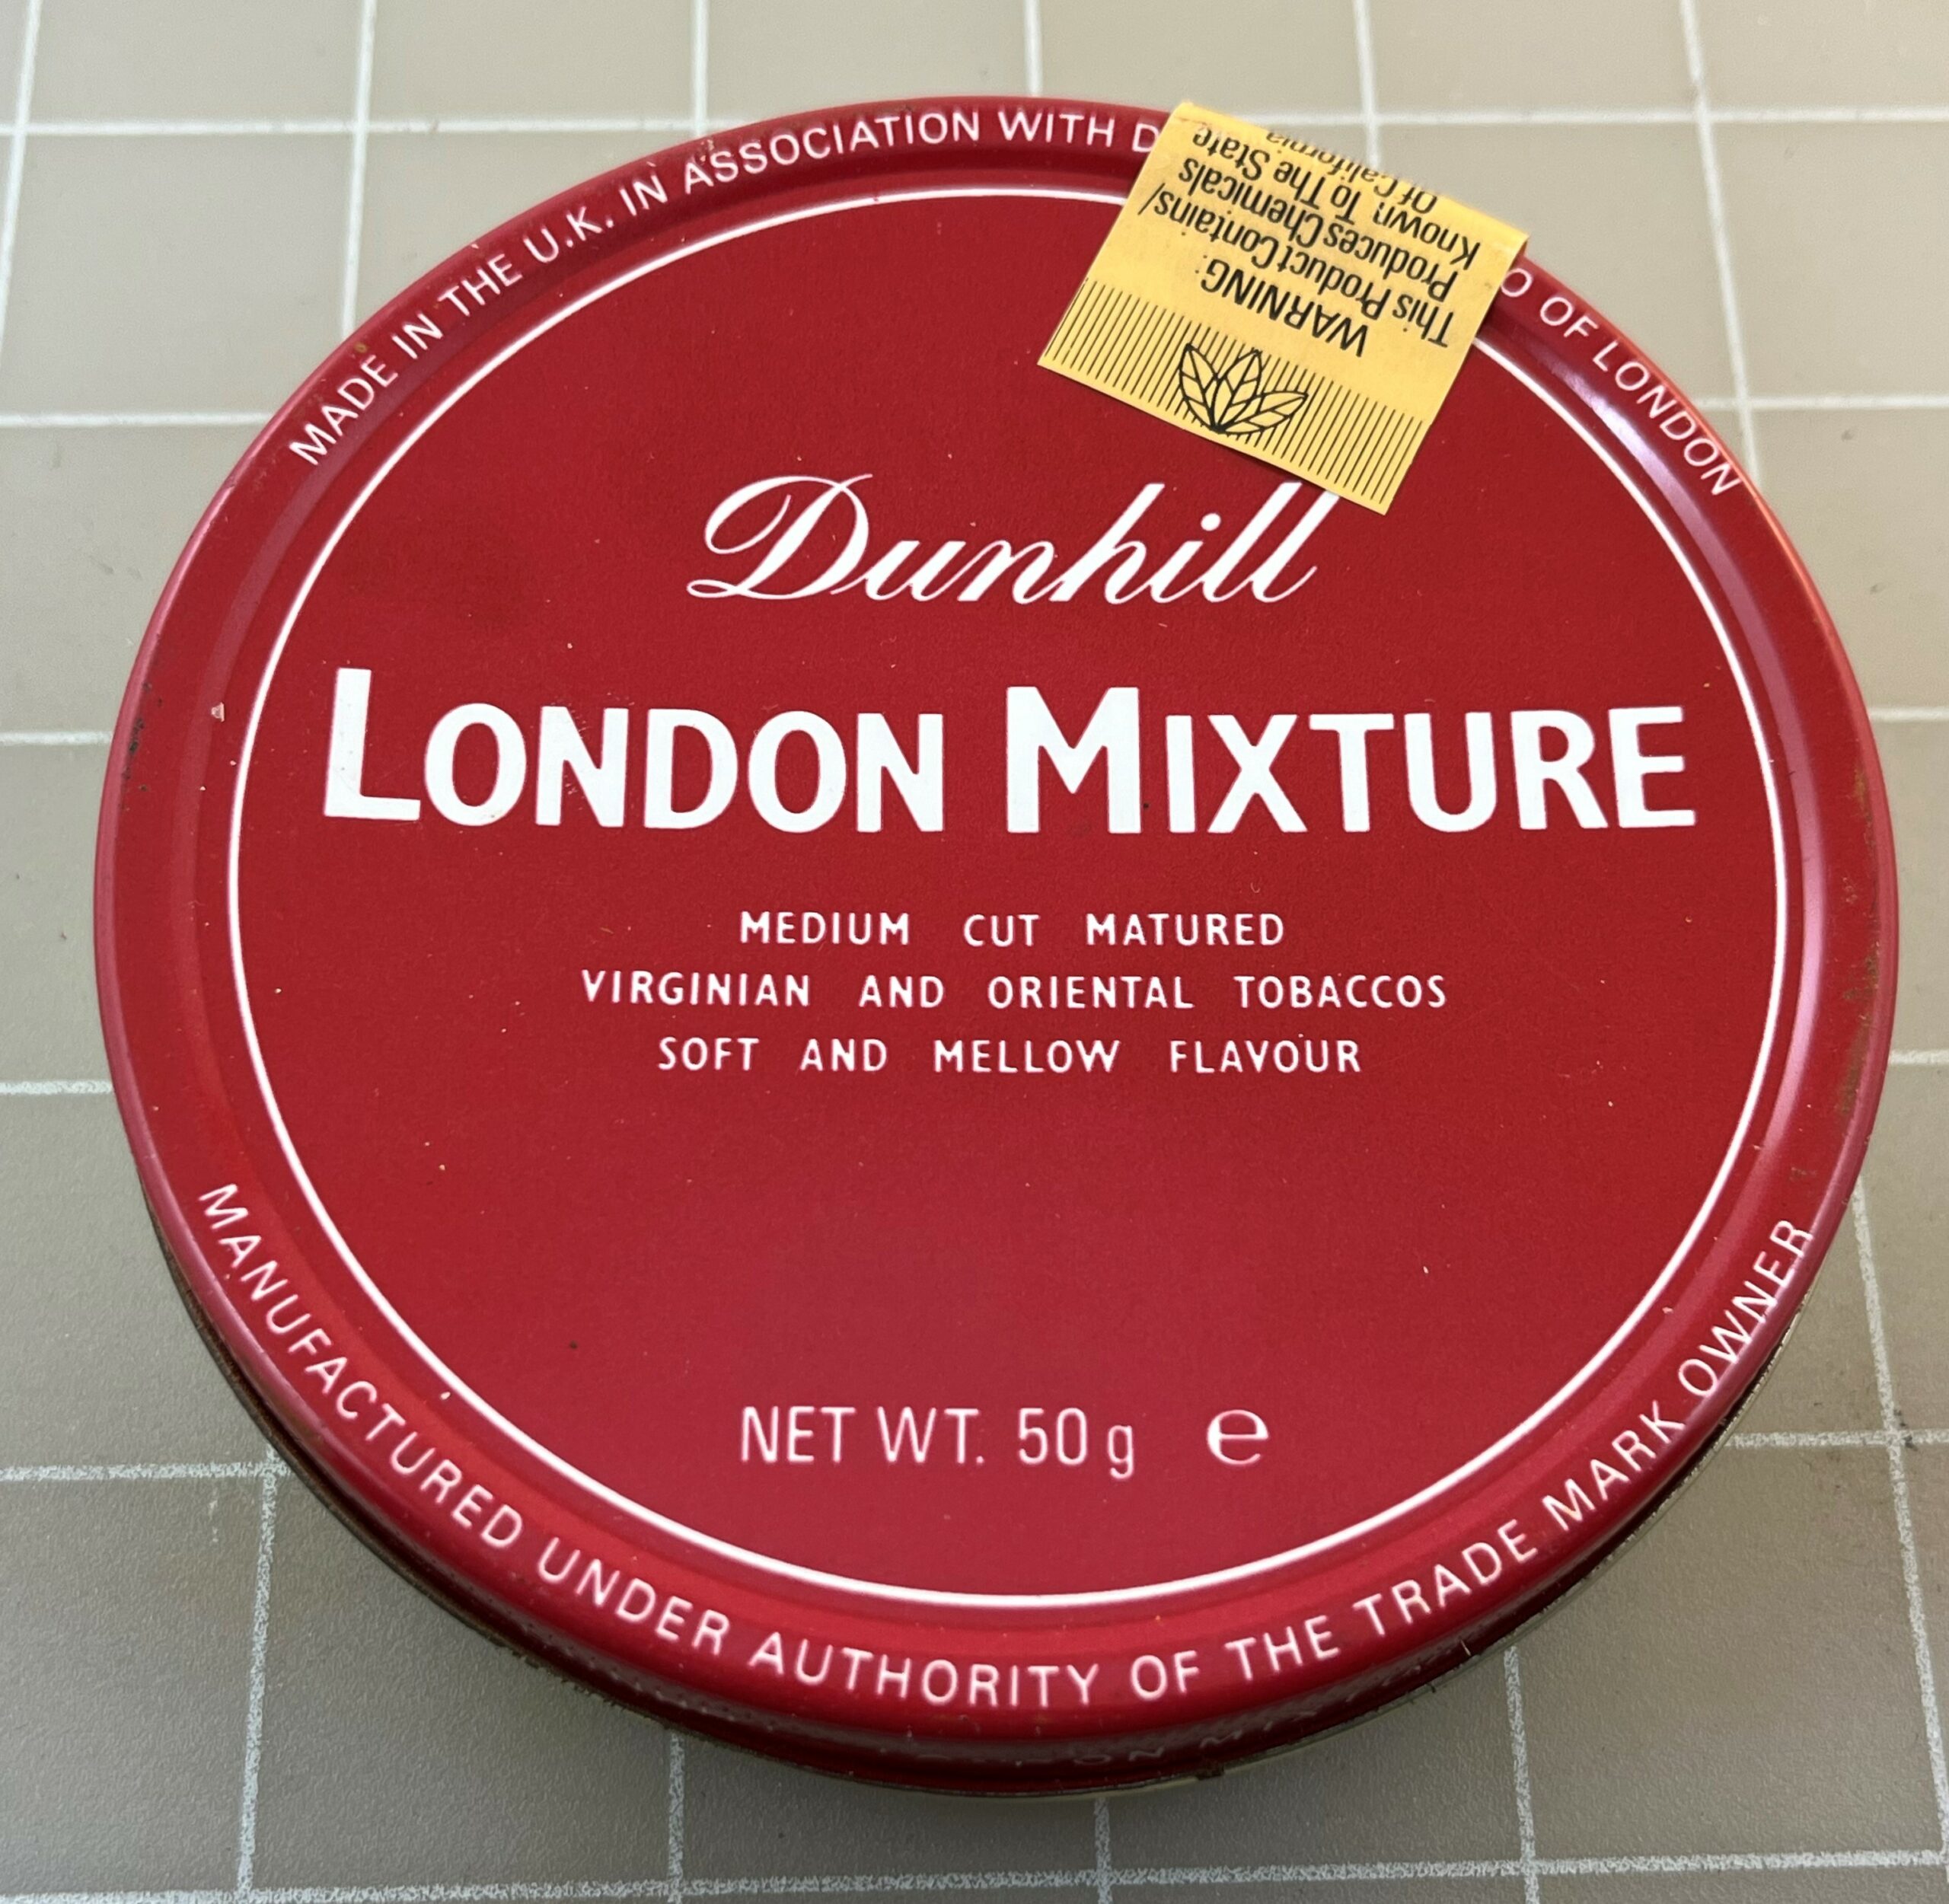 MADE IN THE U.K. IN ASSOCIATION WITH
OF LONDON
WARNING:
This Product Contains/
Produces Chemicals
Known To The State
Of California
Dunhill
LONDON MIXTURE
MEDIUM CUT MATURED
VIRGINIAN AND ORIENTAL TOBACCOS
SOFT AND MELLOW FLAVOUR
NET WT. 50g ℮
MANUFACTURED UNDER AUTHORITY OF THE TRADE MARK OWNER